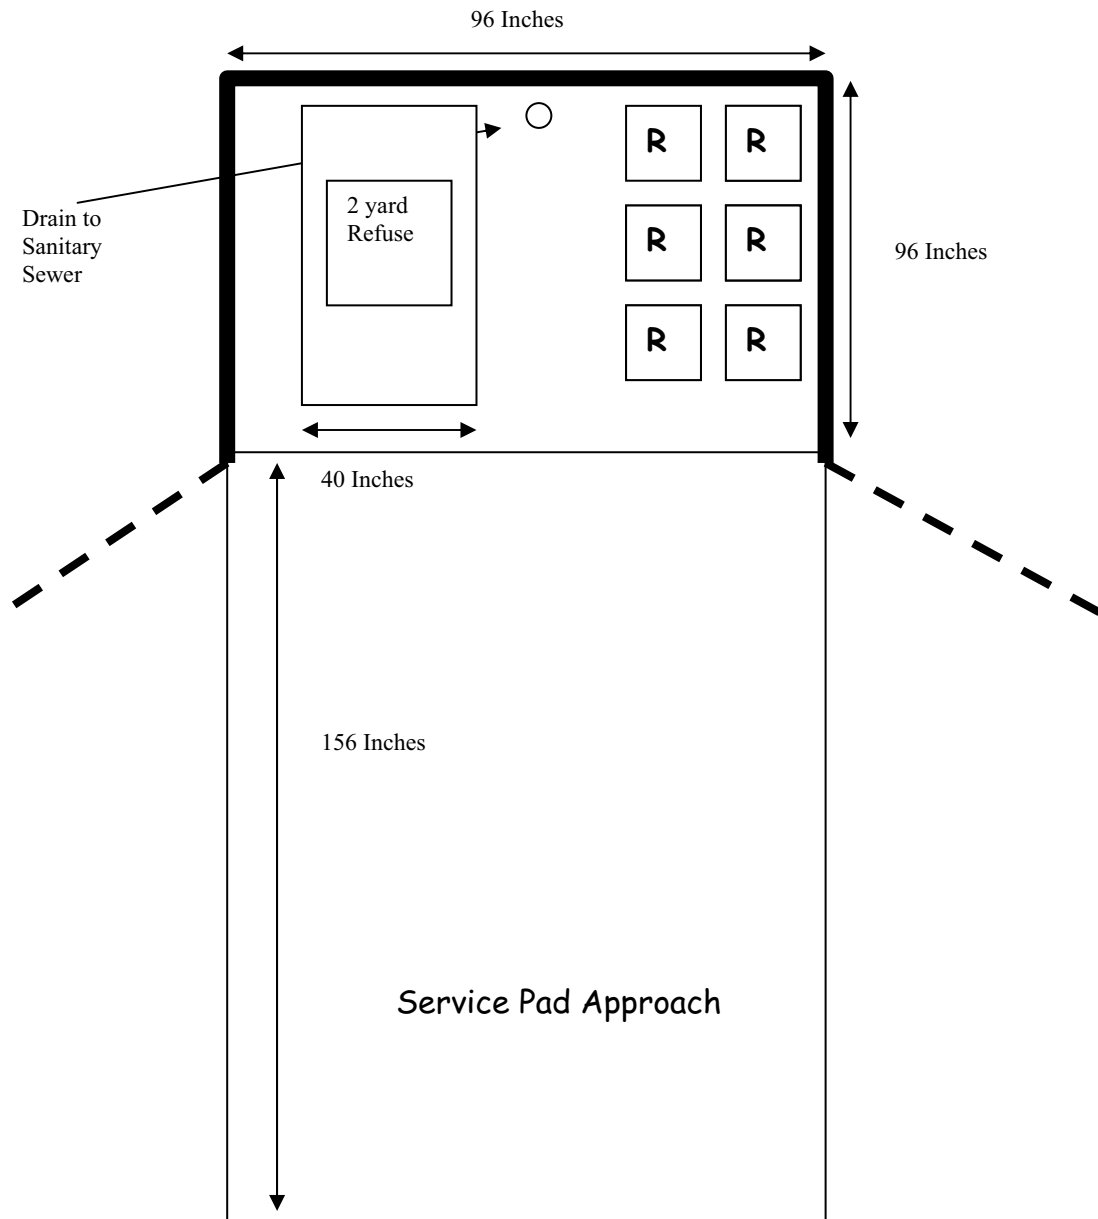 96 Inches
R R
2 yard
Refuse
Drain to
Sanitary
Sewer
R R
96 Inches
R R
40 Inches
156 Inches
Service Pad Approach